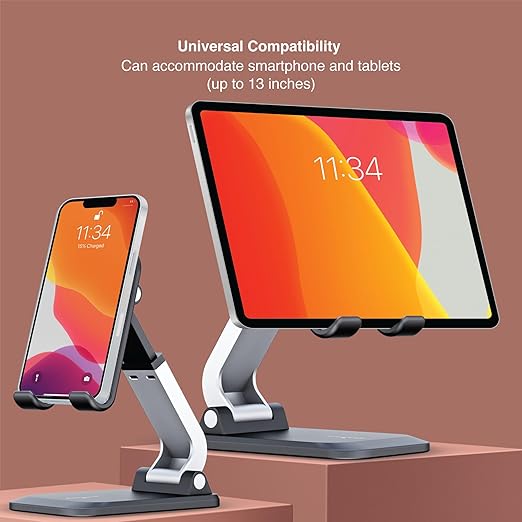 Universal Compatibility
Can accommodate smartphone and tablets
(up to 13 inches)
11:34
11:34
15% Charged